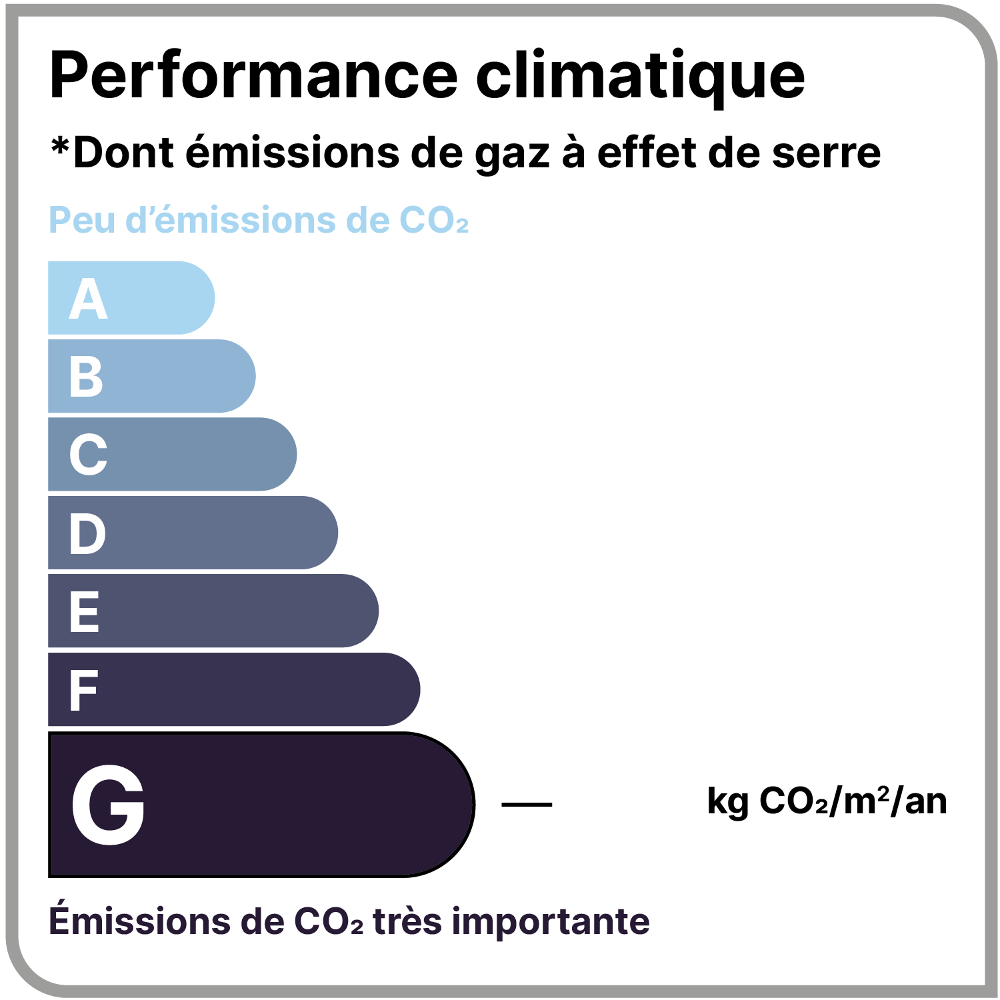 Performance climatique
*Dont émissions de gaz à effet de serre
Peu d’émissions de CO₂
A
B
C
D
E
F
G — kg CO₂/m²/an
Émissions de CO₂ très importante